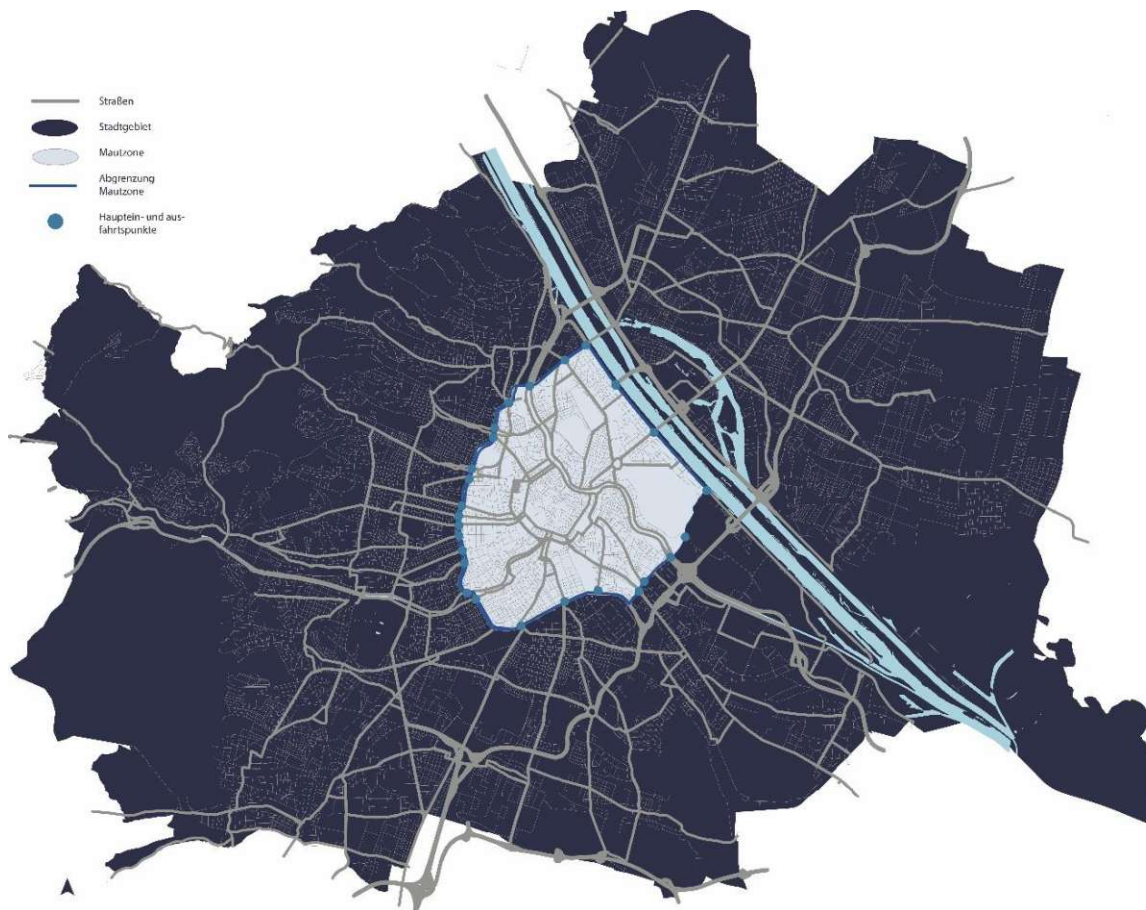 Straßen
Stadtgebiet
Mautzone
Abgrenzung
Mautzone
Hauptein- und aus-
fahrtspunkte